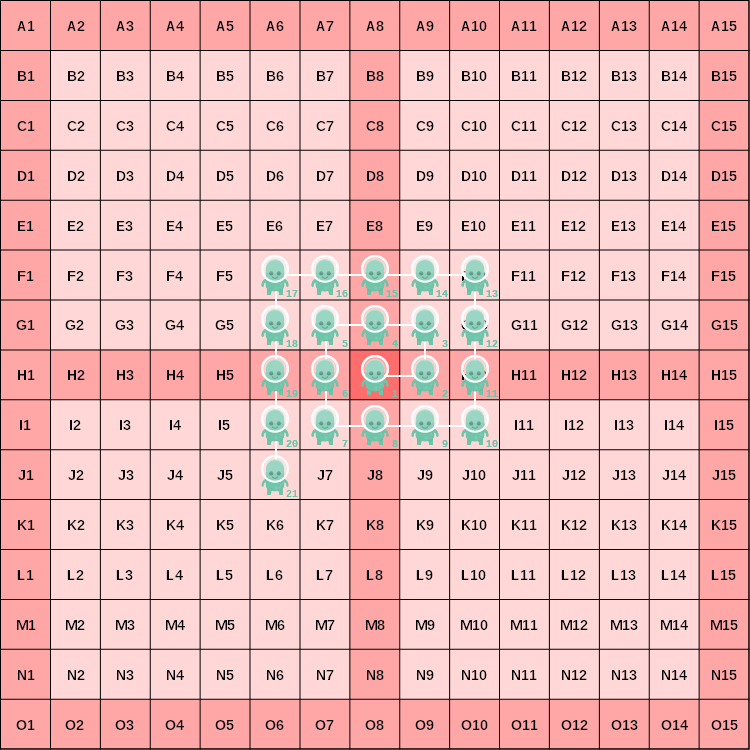 A1 A2 A3 A4 A5 A6 A7 A8 A9 A10 A11 A12 A13 A14 A15
B1 B2 B3 B4 B5 B6 B7 B8 B9 B10 B11 B12 B13 B14 B15
C1 C2 C3 C4 C5 C6 C7 C8 C9 C10 C11 C12 C13 C14 C15
D1 D2 D3 D4 D5 D6 D7 D8 D9 D10 D11 D12 D13 D14 D15
E1 E2 E3 E4 E5 E6 E7 E8 E9 E10 E11 E12 E13 E14 E15
F1 F2 F3 F4 F5 17 16 15 14 13 F11 F12 F13 F14 F15
G1 G2 G3 G4 G5 18 5 4 3 12 G11 G12 G13 G14 G15
H1 H2 H3 H4 H5 19 6 1 2 11 H11 H12 H13 H14 H15
I1 I2 I3 I4 I5 20 7 8 9 10 I11 I12 I13 I14 I15
J1 J2 J3 J4 J5 21 J7 J8 J9 J10 J11 J12 J13 J14 J15
K1 K2 K3 K4 K5 K6 K7 K8 K9 K10 K11 K12 K13 K14 K15
L1 L2 L3 L4 L5 L6 L7 L8 L9 L10 L11 L12 L13 L14 L15
M1 M2 M3 M4 M5 M6 M7 M8 M9 M10 M11 M12 M13 M14 M15
N1 N2 N3 N4 N5 N6 N7 N8 N9 N10 N11 N12 N13 N14 N15
O1 O2 O3 O4 O5 O6 O7 O8 O9 O10 O11 O12 O13 O14 O15